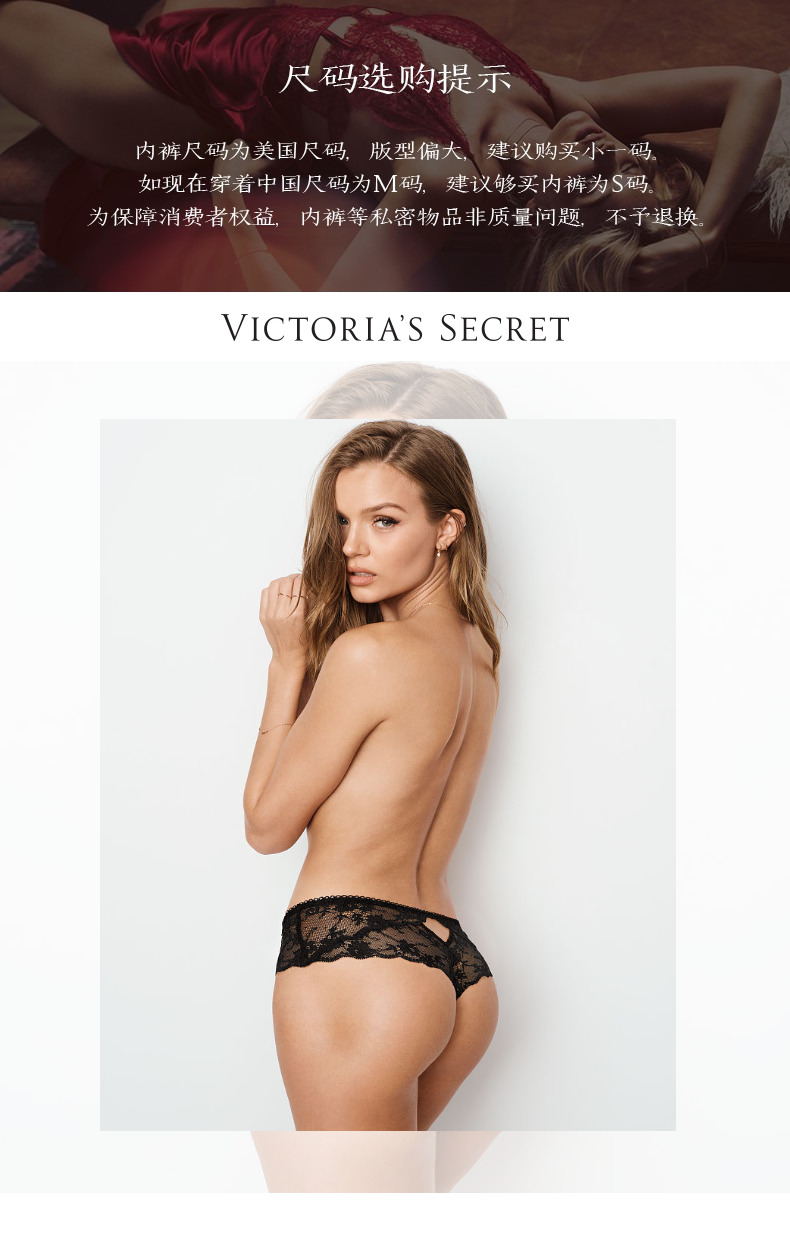 尺码选购提示
内裤尺码为美国尺码, 版型偏大, 建议购买小一码。
如现在穿着中国尺码为M码, 建议够买内裤为S码。
为保障消费者权益, 内裤等私密物品非质量问题, 不予退换。
VICTORIA'S SECRET